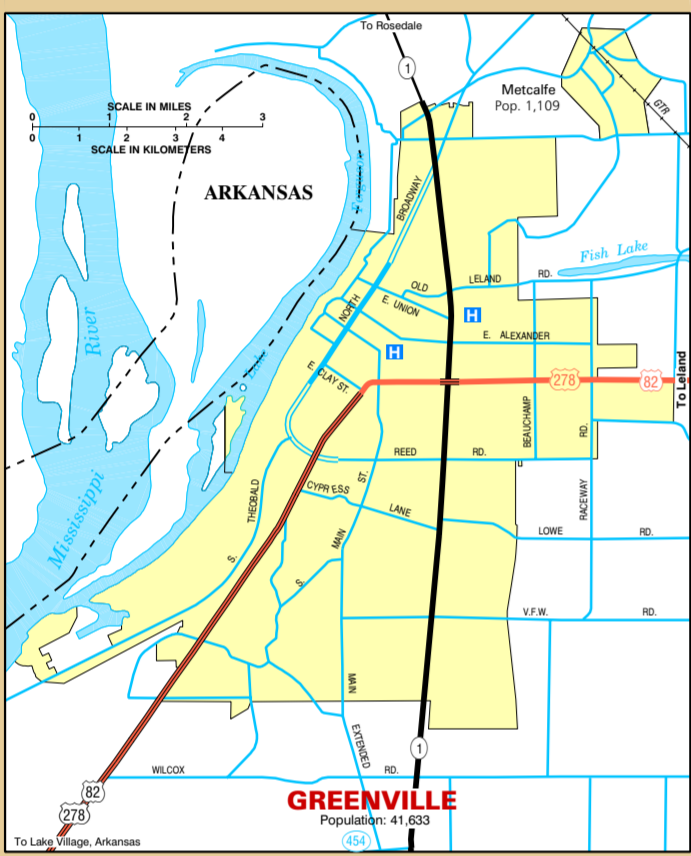 To Rosedale
1
Metcalfe
Pop. 1,109
GTR
SCALE IN MILES
0 1 2 3
0 1 2 3 4
SCALE IN KILOMETERS
ARKANSAS
Ferguson
Lake
BROADWAY
Fish Lake
OLD LELAND RD.
E. UNION
NORTH
H
E. ALEXANDER
H
Mississippi River
E. CLAY ST.
278
82
To Leland
BEAUCHAMP
RACEWAY RD.
REED RD.
THEOBALD
S.
CYPRESS LANE
S. MAIN ST.
LOWE RD.
V.F.W. RD.
MAIN
EXTENDED
1
WILCOX RD.
82
278
GREENVILLE
Population: 41,633
To Lake Village, Arkansas
454